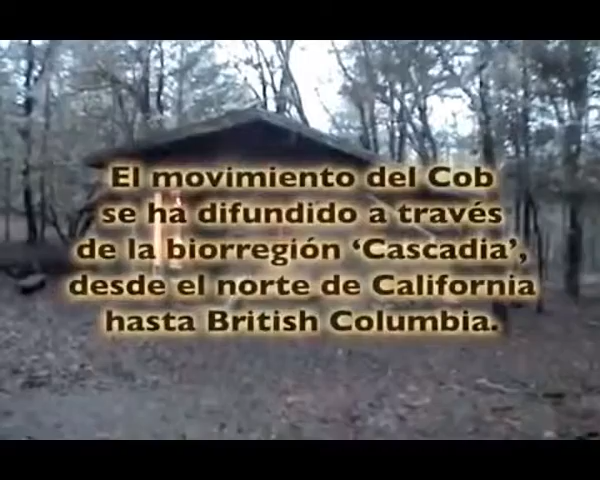 El movimiento del Cob
se ha difundido a través
de la biorregión ‘Cascadia’,
desde el norte de California
hasta British Columbia.